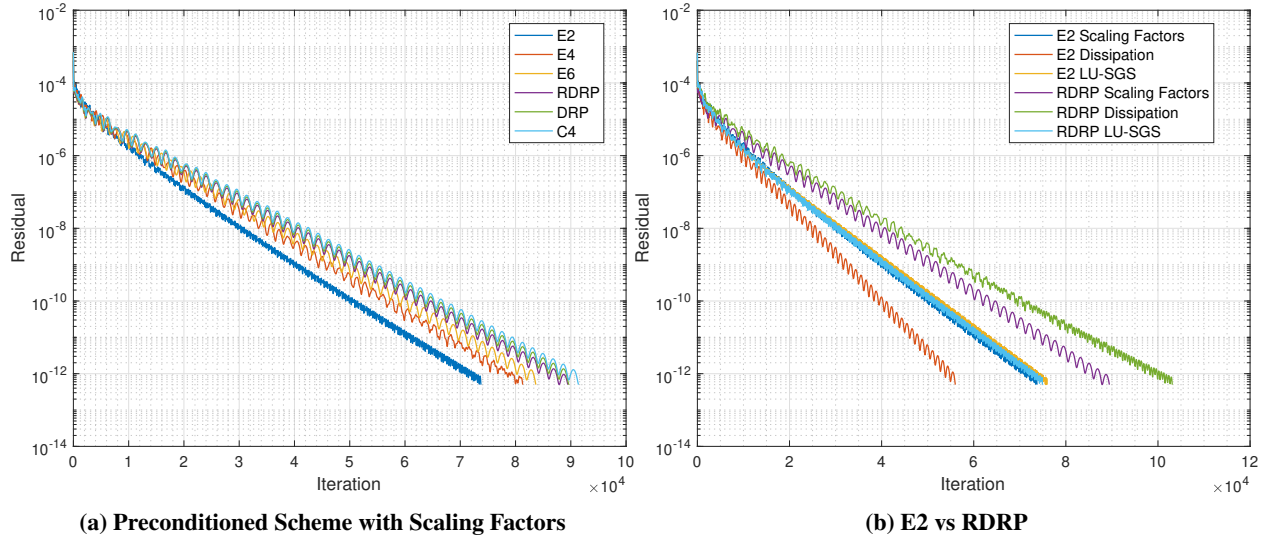 10^-2
10^-4
10^-6
10^-8
10^-10
10^-12
10^-14
Residual
E2
E4
E6
RDRP
DRP
C4
0 1 2 3 4 5 6 7 8 9 10
Iteration
×10^4
(a) Preconditioned Scheme with Scaling Factors
10^-2
10^-4
10^-6
10^-8
10^-10
10^-12
10^-14
Residual
E2 Scaling Factors
E2 Dissipation
E2 LU-SGS
RDRP Scaling Factors
RDRP Dissipation
RDRP LU-SGS
0 2 4 6 8 10 12
Iteration
×10^4
(b) E2 vs RDRP